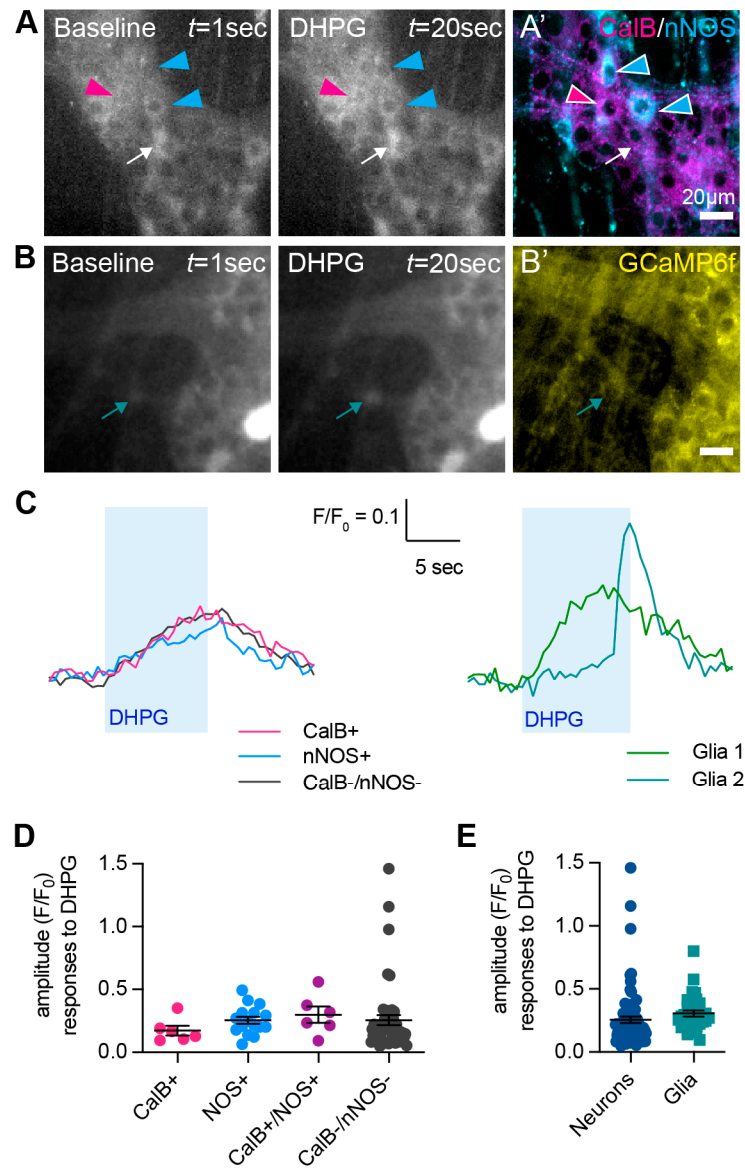 A Baseline t=1sec DHPG t=20sec A’ CalB/nNOS
20µm
B Baseline t=1sec DHPG t=20sec B’ GCaMP6f
C
F/F0 = 0.1
5 sec
DHPG
DHPG
CalB+
nNOS+
CalB-/nNOS-
Glia 1
Glia 2
D
amplitude (F/F0)
responses to DHPG
1.5
1.0
0.5
0.0
CalB+
NOS+
CalB+/NOS+
CalB-/nNOS-
E
amplitude (F/F0)
responses to DHPG
1.5
1.0
0.5
0.0
Neurons
Glia